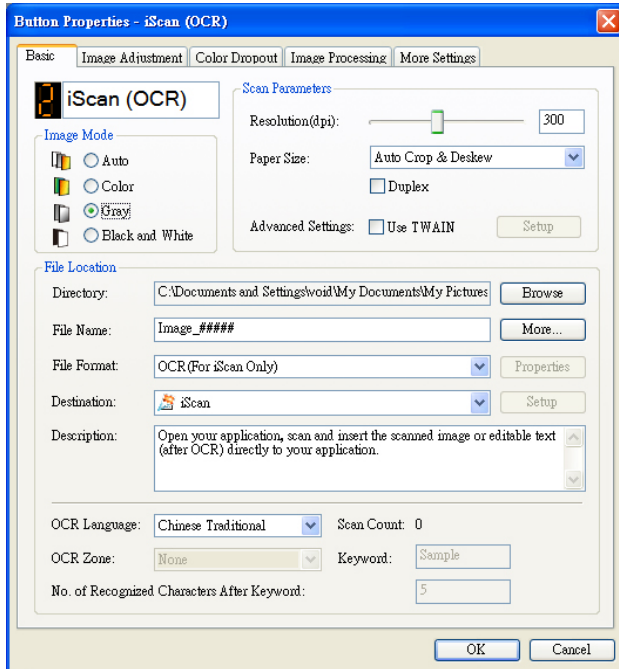 Button Properties - iScan (OCR)
Basic Image Adjustment Color Dropout Image Processing More Settings
2 iScan (OCR)
Image Mode
Auto
Color
Gray
Black and White
Scan Parameters
Resolution(dpi): 300
Paper Size: Auto Crop & Deskew
Duplex
Advanced Settings: Use TWAIN Setup
File Location
Directory: C:\Documents and Settings\void\My Documents\My Pictures Browse
File Name: Image_##### More...
File Format: OCR(For iScan Only) Properties
Destination: iScan Setup
Description: Open your application, scan and insert the scanned image or editable text
(after OCR) directly to your application.
OCR Language: Chinese Traditional Scan Count: 0
OCR Zone: None Keyword: Sample
No. of Recognized Characters After Keyword: 5
OK Cancel